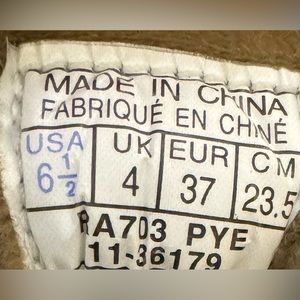 MADE IN CHINA
FABRIQUÉ EN CHINE
USA UK EUR CM
6 1/2 4 37 23.5
RA703 PYE
11-36179